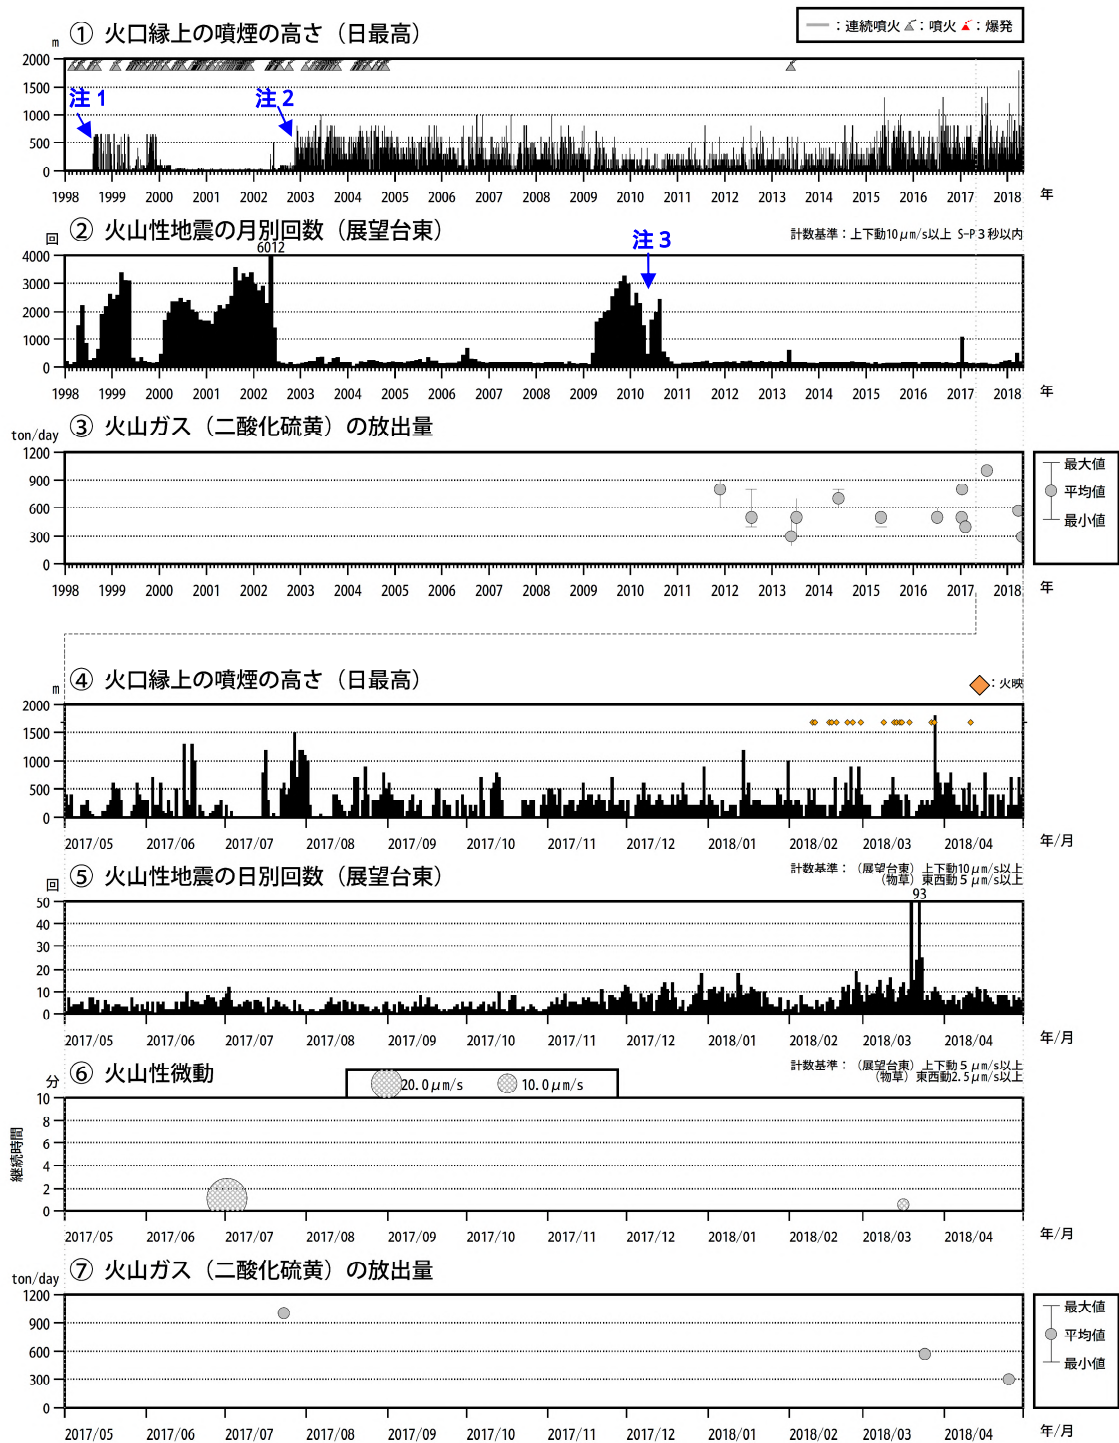 ① 火口縁上の噴煙の高さ（日最高）
：連続噴火 ：噴火 ：爆発
m
2000
1500
1000
500
0
注１
注２
1998 1999 2000 2001 2002 2003 2004 2005 2006 2007 2008 2009 2010 2011 2012 2013 2014 2015 2016 2017 2018 年
② 火山性地震の月別回数（展望台東）
計数基準：上下動10μm/s以上 S-P３秒以内
回
6012
注３
4000
3000
2000
1000
0
1998 1999 2000 2001 2002 2003 2004 2005 2006 2007 2008 2009 2010 2011 2012 2013 2014 2015 2016 2017 2018 年
③ 火山ガス（二酸化硫黄）の放出量
ton/day
1200
900
600
300
0
最大値
平均値
最小値
1998 1999 2000 2001 2002 2003 2004 2005 2006 2007 2008 2009 2010 2011 2012 2013 2014 2015 2016 2017 2018 年
④ 火口縁上の噴煙の高さ（日最高）
：火映
m
2000
1500
1000
500
0
2017/05 2017/06 2017/07 2017/08 2017/09 2017/10 2017/11 2017/12 2018/01 2018/02 2018/03 2018/04 年/月
⑤ 火山性地震の日別回数（展望台東）
計数基準：（展望台東）上下動10μm/s以上
（物草）東西動５μm/s以上
回
93
50
40
30
20
10
0
2017/05 2017/06 2017/07 2017/08 2017/09 2017/10 2017/11 2017/12 2018/01 2018/02 2018/03 2018/04 年/月
⑥ 火山性微動
計数基準：（展望台東）上下動５μm/s以上
（物草）東西動2.5μm/s以上
20.0μm/s 10.0μm/s
分
継続時間
10
8
6
4
2
0
2017/05 2017/06 2017/07 2017/08 2017/09 2017/10 2017/11 2017/12 2018/01 2018/02 2018/03 2018/04 年/月
⑦ 火山ガス（二酸化硫黄）の放出量
ton/day
1200
900
600
300
0
最大値
平均値
最小値
2017/05 2017/06 2017/07 2017/08 2017/09 2017/10 2017/11 2017/12 2018/01 2018/02 2018/03 2018/04 年/月